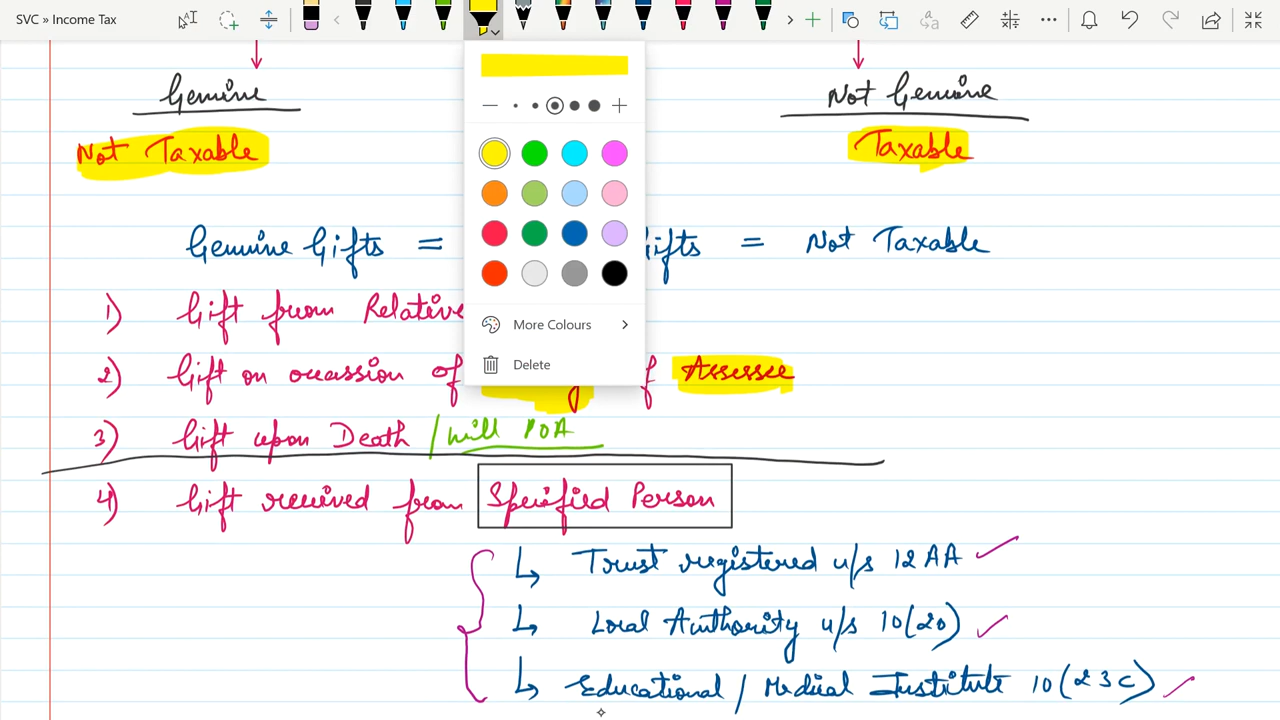 SVC » Income Tax
Genuine Not Genuine
Not Taxable Taxable
More Colours
Delete
Genuine Gifts = ifts = Not Taxable
1) Gift from Relative
2) Gift on occassion of of Assessee
3) Gift upon Death / Will POA
4) Gift received from Specified Person
↳ Trust registered u/s 12AA ✓
↳ Local Authority u/s 10(20) ✓
↳ Educational / Medical Institute 10(23C) ✓